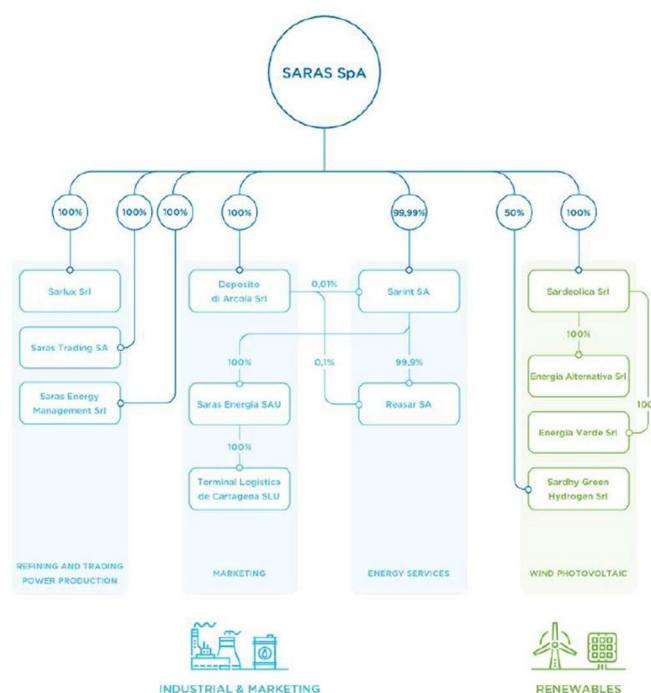 SARAS SpA
100%
100%
100%
100%
99,99%
50%
100%
Sarlux Srl
Saras Trading SA
Saras Energy
Management Srl
REFINING AND TRADING
POWER PRODUCTION
Deposito
di Arcola Srl
0,01%
0,1%
100%
Saras Energia SAU
100%
Terminal Logistica
de Cartagena SLU
MARKETING
Sarint SA
99,9%
Reasar SA
ENERGY SERVICES
Sardeolica Srl
100%
Energia Alternativa Srl
Energia Verde Srl
Sardhy Green
Hydrogen Srl
WIND PHOTOVOLTAIC
INDUSTRIAL & MARKETING
RENEWABLES